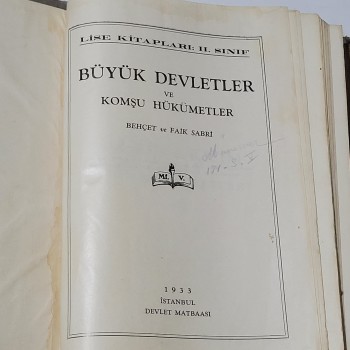 LİSE KİTAPLARI: II. SINIF
BÜYÜK DEVLETLER
VE
KOMŞU HÜKÜMETLER
BEHÇET ve FAİK SABRİ
Mf. V.
1933
İSTANBUL
DEVLET MATBAASI